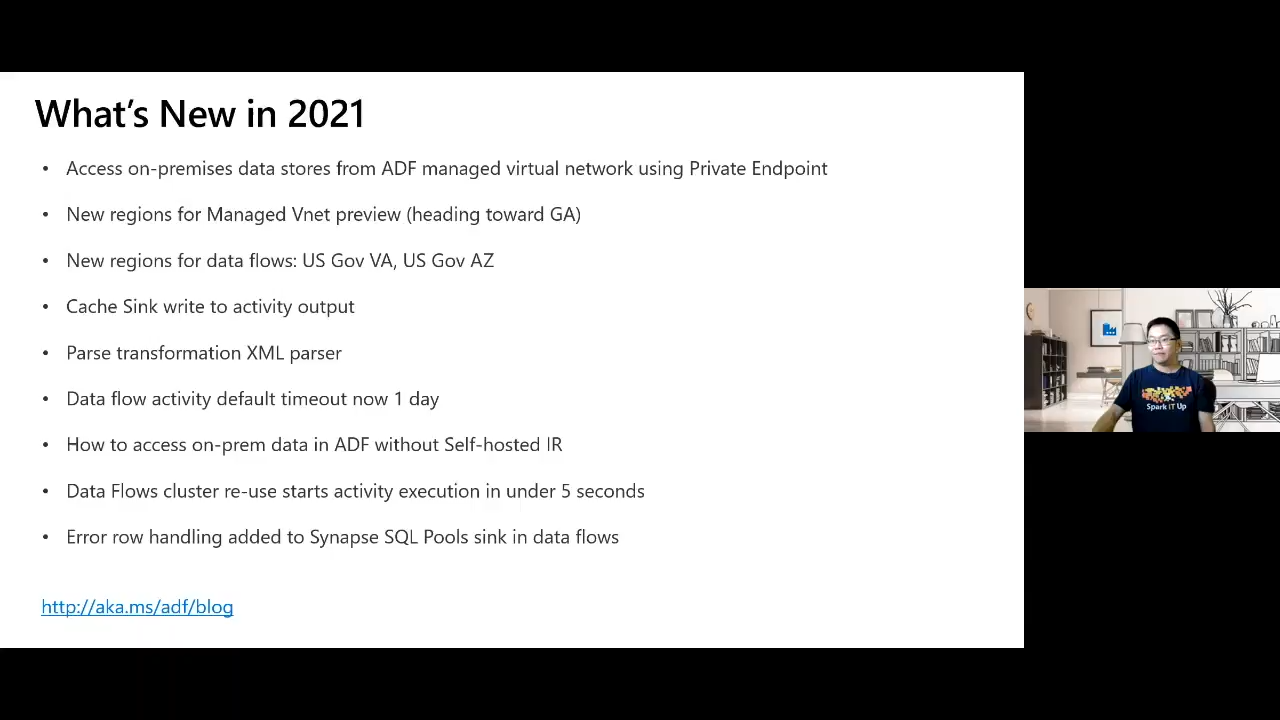 What's New in 2021
• Access on-premises data stores from ADF managed virtual network using Private Endpoint
• New regions for Managed Vnet preview (heading toward GA)
• New regions for data flows: US Gov VA, US Gov AZ
• Cache Sink write to activity output
• Parse transformation XML parser
• Data flow activity default timeout now 1 day
• How to access on-prem data in ADF without Self-hosted IR
• Data Flows cluster re-use starts activity execution in under 5 seconds
• Error row handling added to Synapse SQL Pools sink in data flows
http://aka.ms/adf/blog
Spark IT Up